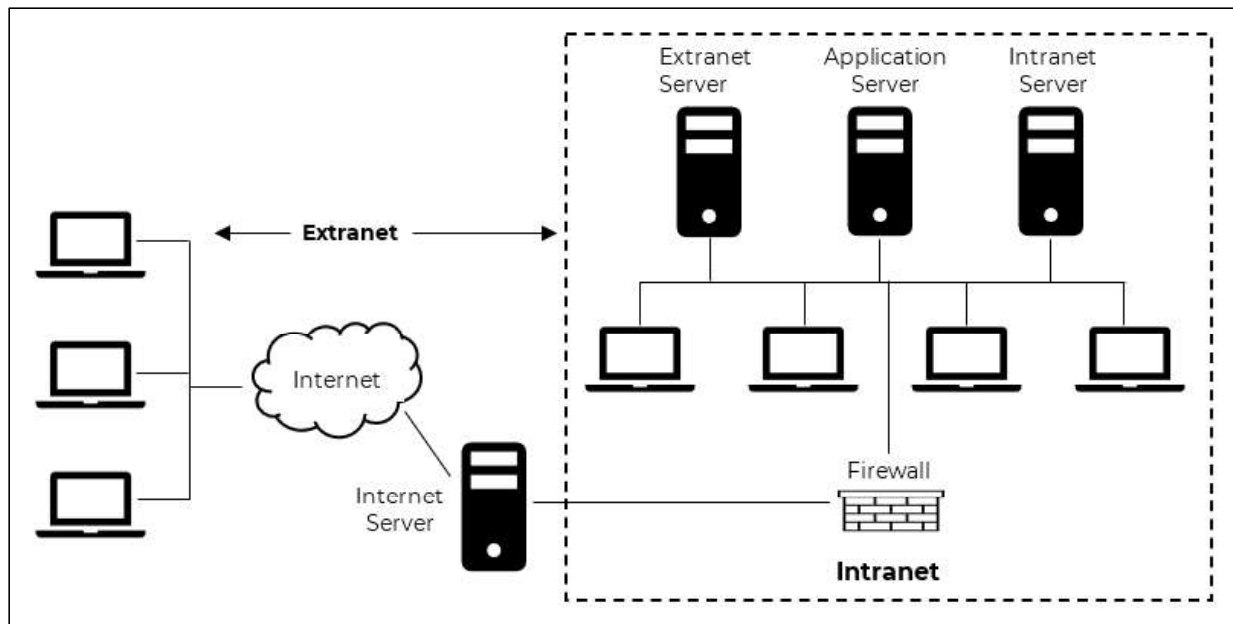 Extranet
Server
Application
Server
Intranet
Server
Extranet
Internet
Internet
Server
Firewall
Intranet